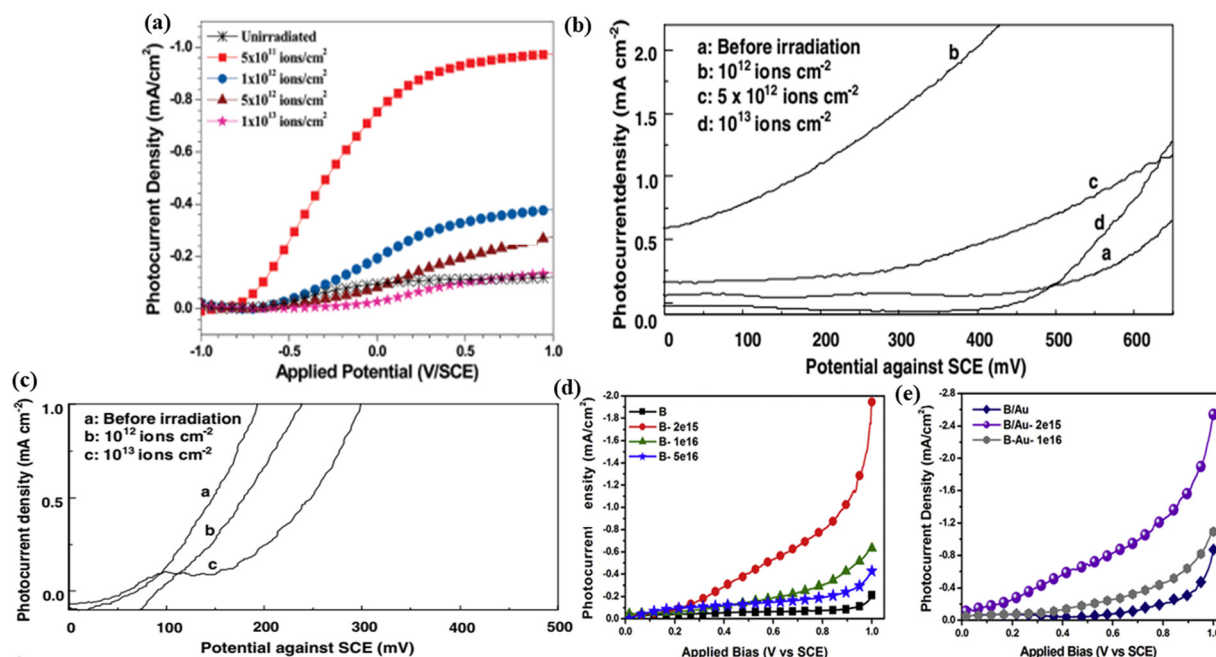 (a)
Unirradiated
5x10¹¹ ions/cm²
1x10¹² ions/cm²
5x10¹² ions/cm²
1x10¹³ ions/cm²
Photocurrent Density (mA/cm²)
-1.0
-0.8
-0.6
-0.4
-0.2
0.0
-1.0 -0.5 0.0 0.5 1.0
Applied Potential (V/SCE)
(b)
a: Before irradiation
b: 10¹² ions cm⁻²
c: 5 x 10¹² ions cm⁻²
d: 10¹³ ions cm⁻²
b
c
d
a
Photocurrentdensity (mA cm⁻²)
2.0
1.5
1.0
0.5
0.0
0 100 200 300 400 500 600
Potential against SCE (mV)
(c)
a: Before irradiation
b: 10¹² ions cm⁻²
c: 10¹³ ions cm⁻²
a
b
c
Photocurrent density (mA cm⁻²)
1.0
0.5
0.0
0 100 200 300 400 500
Potential against SCE (mV)
(d)
B
B- 2e15
B- 1e16
B- 5e16
Photocurrent ensity (mA/cm²)
-2.0
-1.8
-1.6
-1.4
-1.2
-1.0
-0.8
-0.6
-0.4
-0.2
0.0
0.0 0.2 0.4 0.6 0.8 1.0
Applied Bias (V vs SCE)
(e)
B/Au
B/Au- 2e15
B-Au- 1e16
Photocurrent Density (mA/cm²)
-2.8
-2.4
-2.0
-1.6
-1.2
-0.8
-0.4
0.0
0.0 0.2 0.4 0.6 0.8 1.0
Applied Bias (V vs SCE)